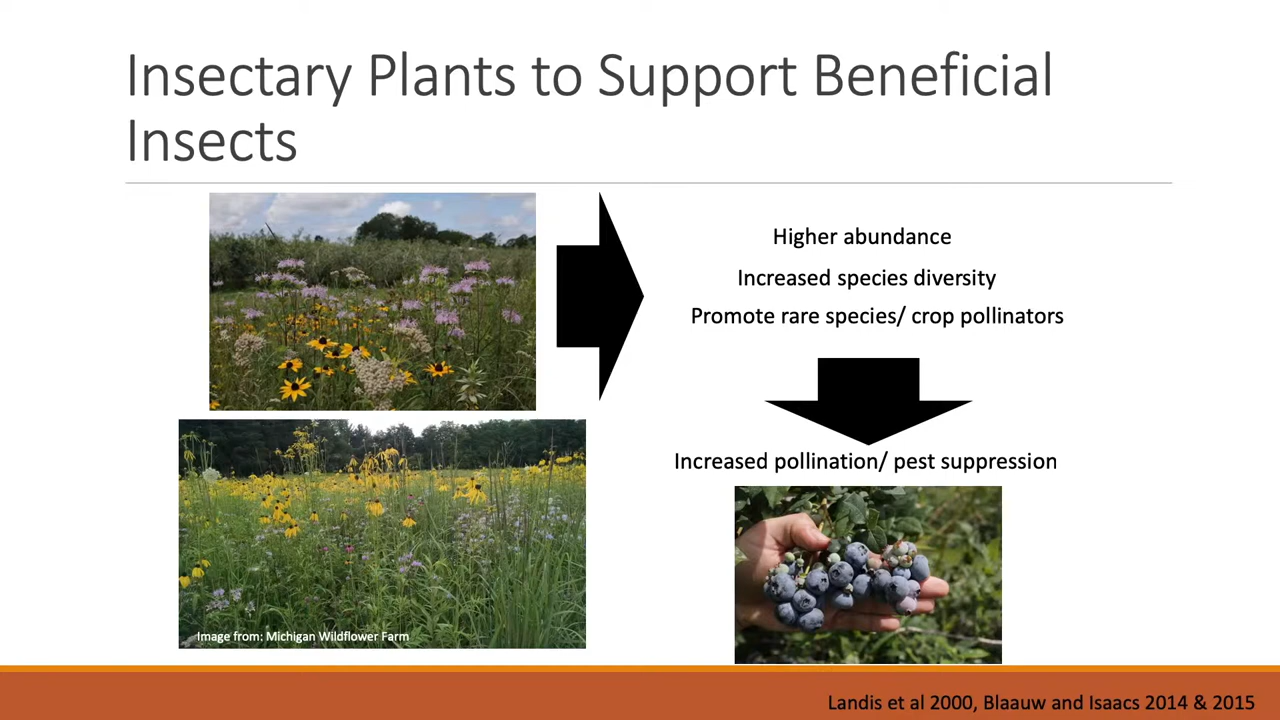 Insectary Plants to Support Beneficial
Insects
Higher abundance
Increased species diversity
Promote rare species/ crop pollinators
Increased pollination/ pest suppression
Image from: Michigan Wildflower Farm
Landis et al 2000, Blaauw and Isaacs 2014 & 2015